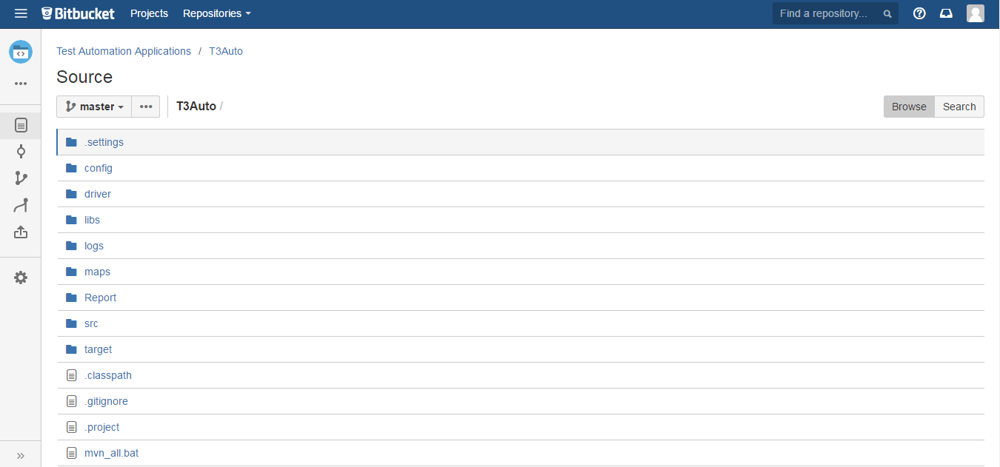 Bitbucket Projects Repositories Find a repository...
Test Automation Applications / T3Auto
Source
master T3Auto / Browse Search
.settings
config
driver
libs
logs
maps
Report
src
target
.classpath
.gitignore
.project
mvn_all.bat